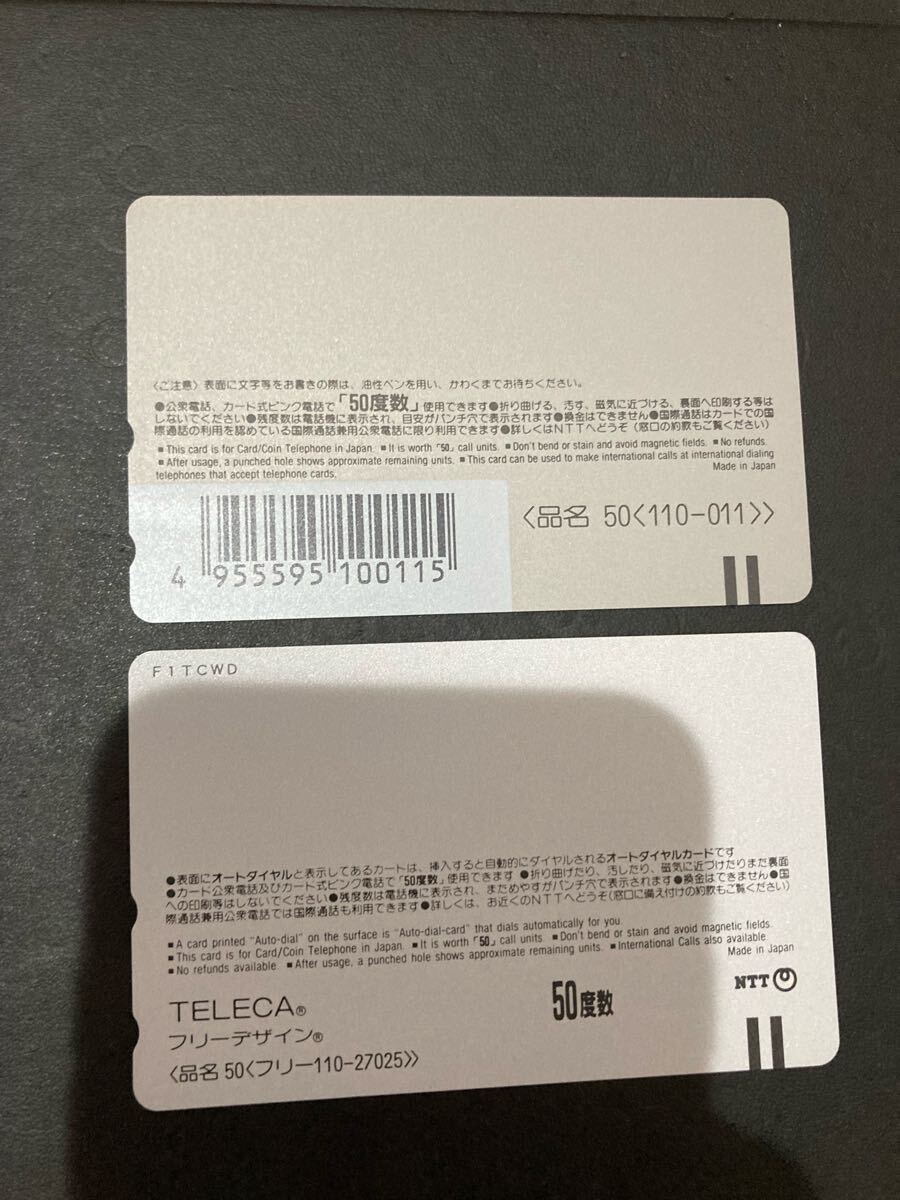 〈ご注意〉表面に文字等をお書きの際は、油性ペンを用い、かわくまでお待ちください。
●公衆電話、カード式ピンク電話で「50度数」使用できます●折り曲げる、汚す、磁気に近づける、裏面へ印刷する等は
しないでください●残度数は電話機に表示され、目安がパンチ穴で表示されます●換金はできません●国際通話はカードでの国
際通話の利用を認めている国際通話兼用公衆電話に限り利用できます●詳しくはNTTへどうぞ(窓口の約款もご覧ください)
■This card is for Card/Coin Telephone in Japan. ■It is worth「50」call units. ■Don't bend or stain and avoid magnetic fields. ■No refunds.
■After usage, a punched hole shows approximate remaining units. ■This card can be used to make international calls at international dialing
telephones that accept telephone cards. Made in Japan
〈品名 50〈110-011〉〉
4 955595 100115
F1TCWD
●表面にオートダイヤルと表示してあるカードは、挿入すると自動的にダイヤルされるオートダイヤルカードです
●カード公衆電話及びカード式ピンク電話で「50度数」使用できます●折り曲げたり、汚したり、磁気に近づけたりまた裏面
への印刷等はしないでください●残度数は電話機に表示され、まためやすがパンチ穴で表示されます●換金はできません●国
際通話兼用公衆電話では国際通話も利用できます●詳しくは、お近くのNTTへどうぞ(窓口に備え付けの約款もご覧ください)
■A card printed "Auto-dial" on the surface is "Auto-dial-card" that dials automatically for you.
■This card is for Card/Coin Telephone in Japan. ■It is worth「50」call units. ■Don't bend or stain and avoid magnetic fields.
■No refunds available. ■After usage, a punched hole shows approximate remaining units. ■International Calls also available.
Made in Japan
TELECA®
フリーデザイン®
〈品名 50〈フリー110-27025〉〉
50度数
NTT